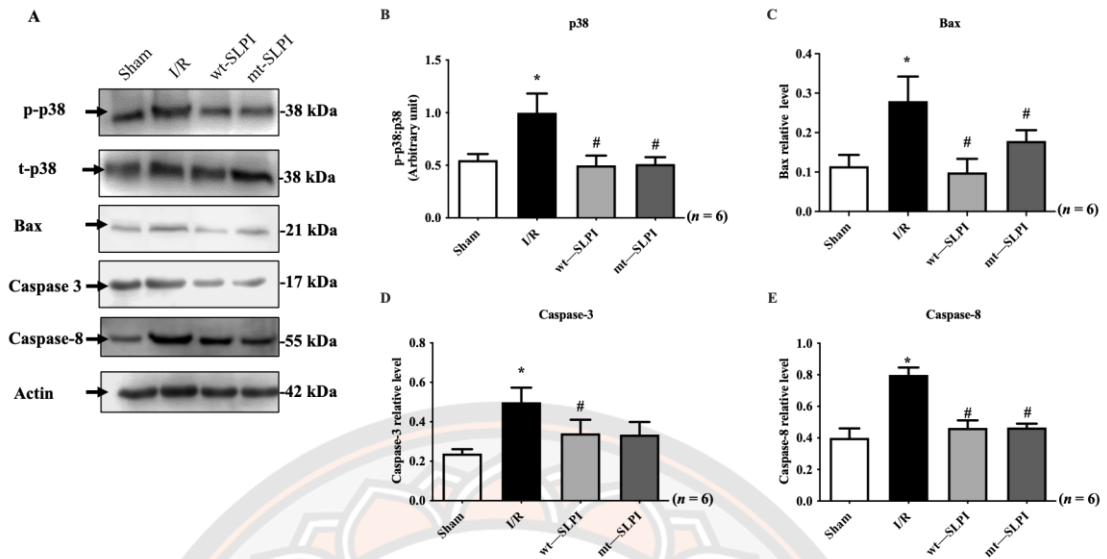 A
Sham
I/R
wt-SLPI
mt-SLPI
p-p38
-38 kDa
t-p38
-38 kDa
Bax
-21 kDa
Caspase 3
-17 kDa
Caspase-8
-55 kDa
Actin
-42 kDa
B
p38
p-p38:p38
(Arbitrary unit)
1.5
1.0
0.5
0.0
*
#
#
Sham
I/R
wt—SLPI
mt—SLPI
(n = 6)
C
Bax
Bax relative level
0.4
0.3
0.2
0.1
0.0
*
#
#
Sham
I/R
wt—SLPI
mt—SLPI
(n = 6)
D
Caspase-3
Caspase-3 relative level
0.8
0.6
0.4
0.2
0.0
*
#
Sham
I/R
wt—SLPI
mt—SLPI
(n = 6)
E
Caspase-8
Caspase-8 relative level
1.0
0.8
0.6
0.4
0.2
0.0
*
#
#
Sham
I/R
wt—SLPI
mt—SLPI
(n = 6)